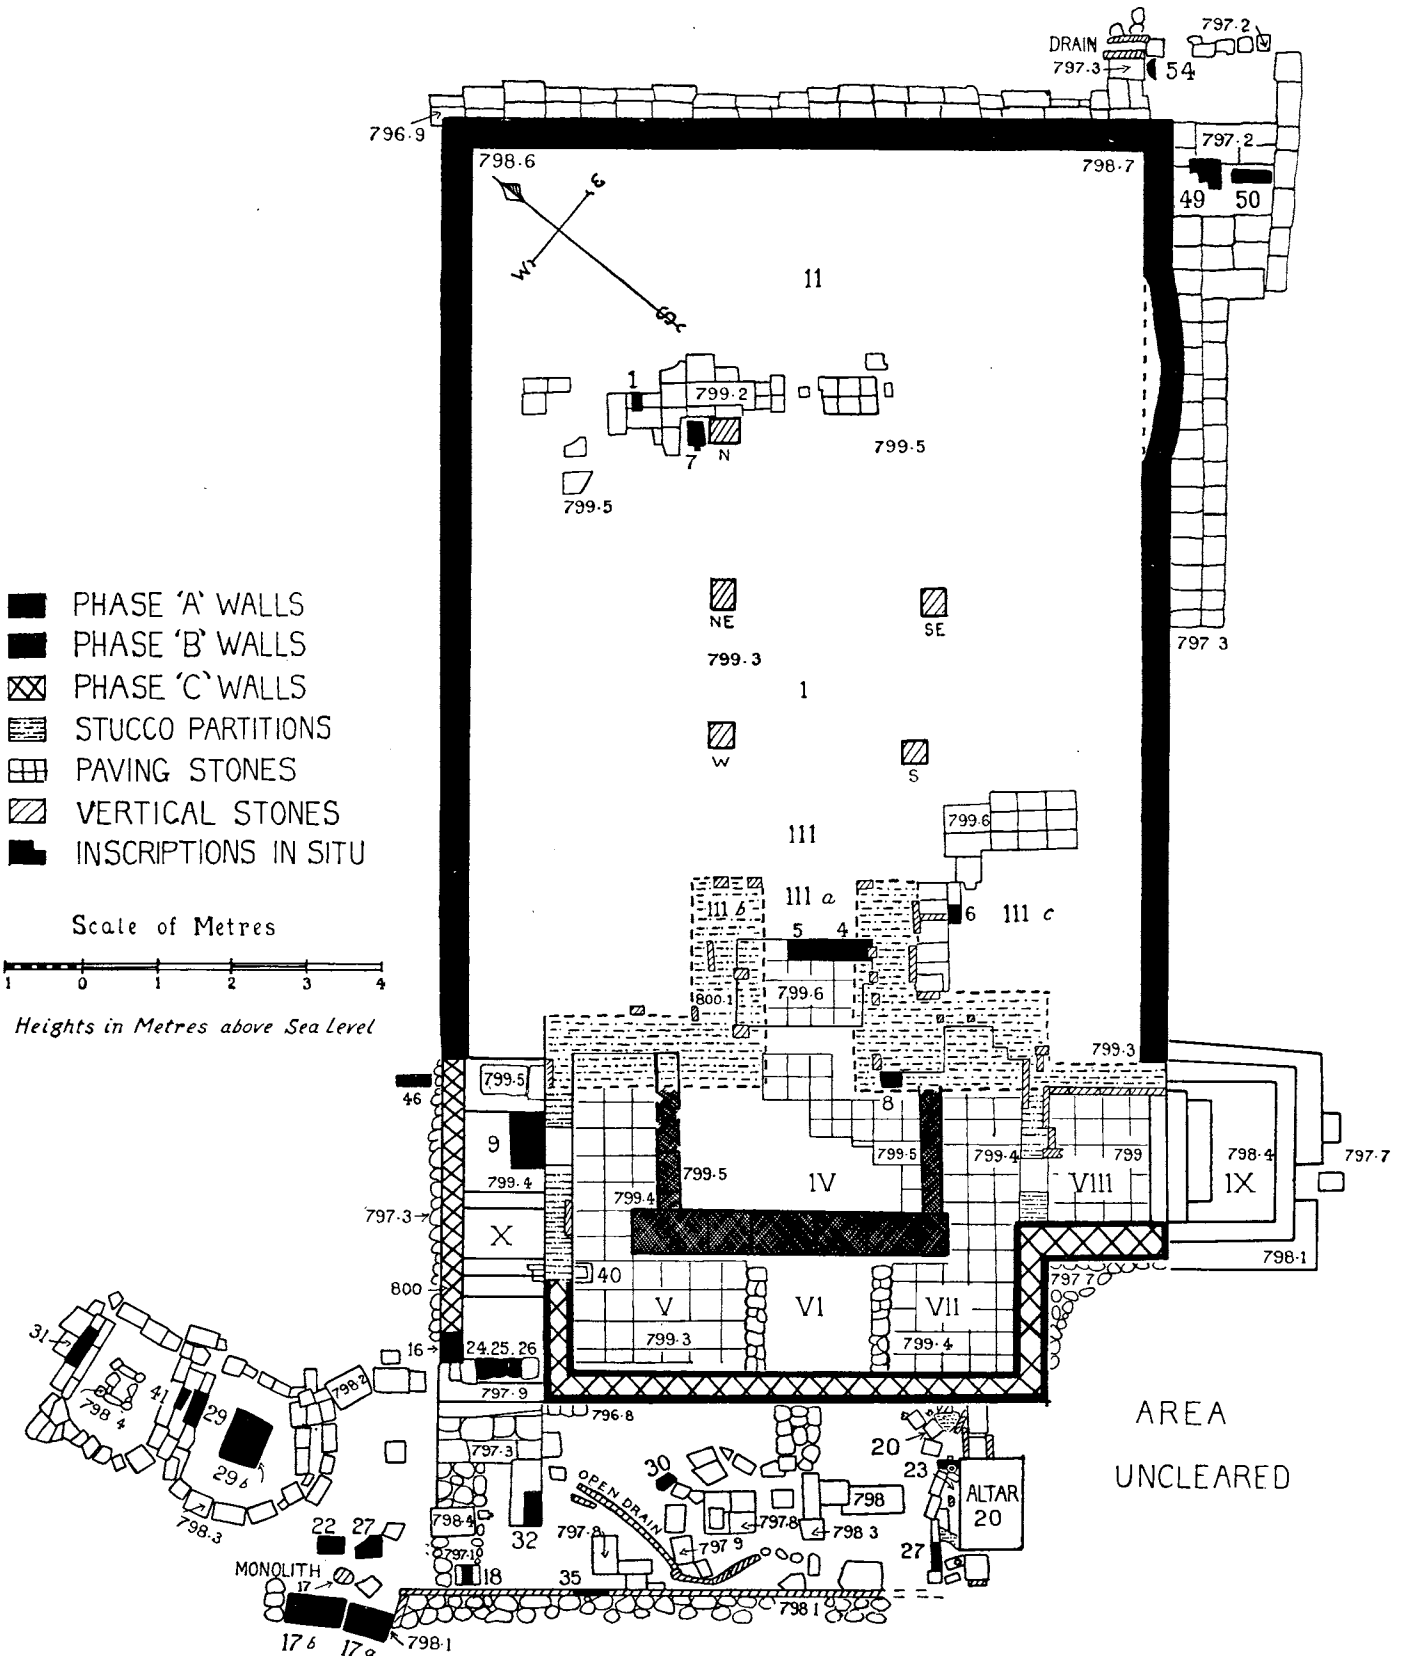 DRAIN
797·2
797·3
54
796·9
798·6
798·7
797·2
49
50
E
W
S
11
1
799·2
7
N
799·5
799·5
797 3
NE
SE
799·3
1
W
S
PHASE 'A' WALLS
PHASE 'B' WALLS
PHASE 'C' WALLS
STUCCO PARTITIONS
PAVING STONES
VERTICAL STONES
INSCRIPTIONS IN SITU
Scale of Metres
1 0 1 2 3 4
Heights in Metres above Sea Level
111
799·6
111 b
111 a
111 c
6
5
4
800·1
799·6
799·3
46
799·5
8
9
799·4
799·4
799·5
1V
799·5
799·4
799
V111
798·4
1X
797·7
797·3
X
798·1
40
797 7
800
V
V1
V11
799·3
799·4
16
24.25.26
797·9
796·8
31
798 4
41
29
29b
798·2
798·3
797·3
OPEN DRAIN
30
20
23
ALTAR
20
AREA
UNCLEARED
22
27
798·4
32
797·8
797·8
797 9
798
798 3
27
797·1
MONOLITH
17
18
35
798 1
17b
17a
798·1